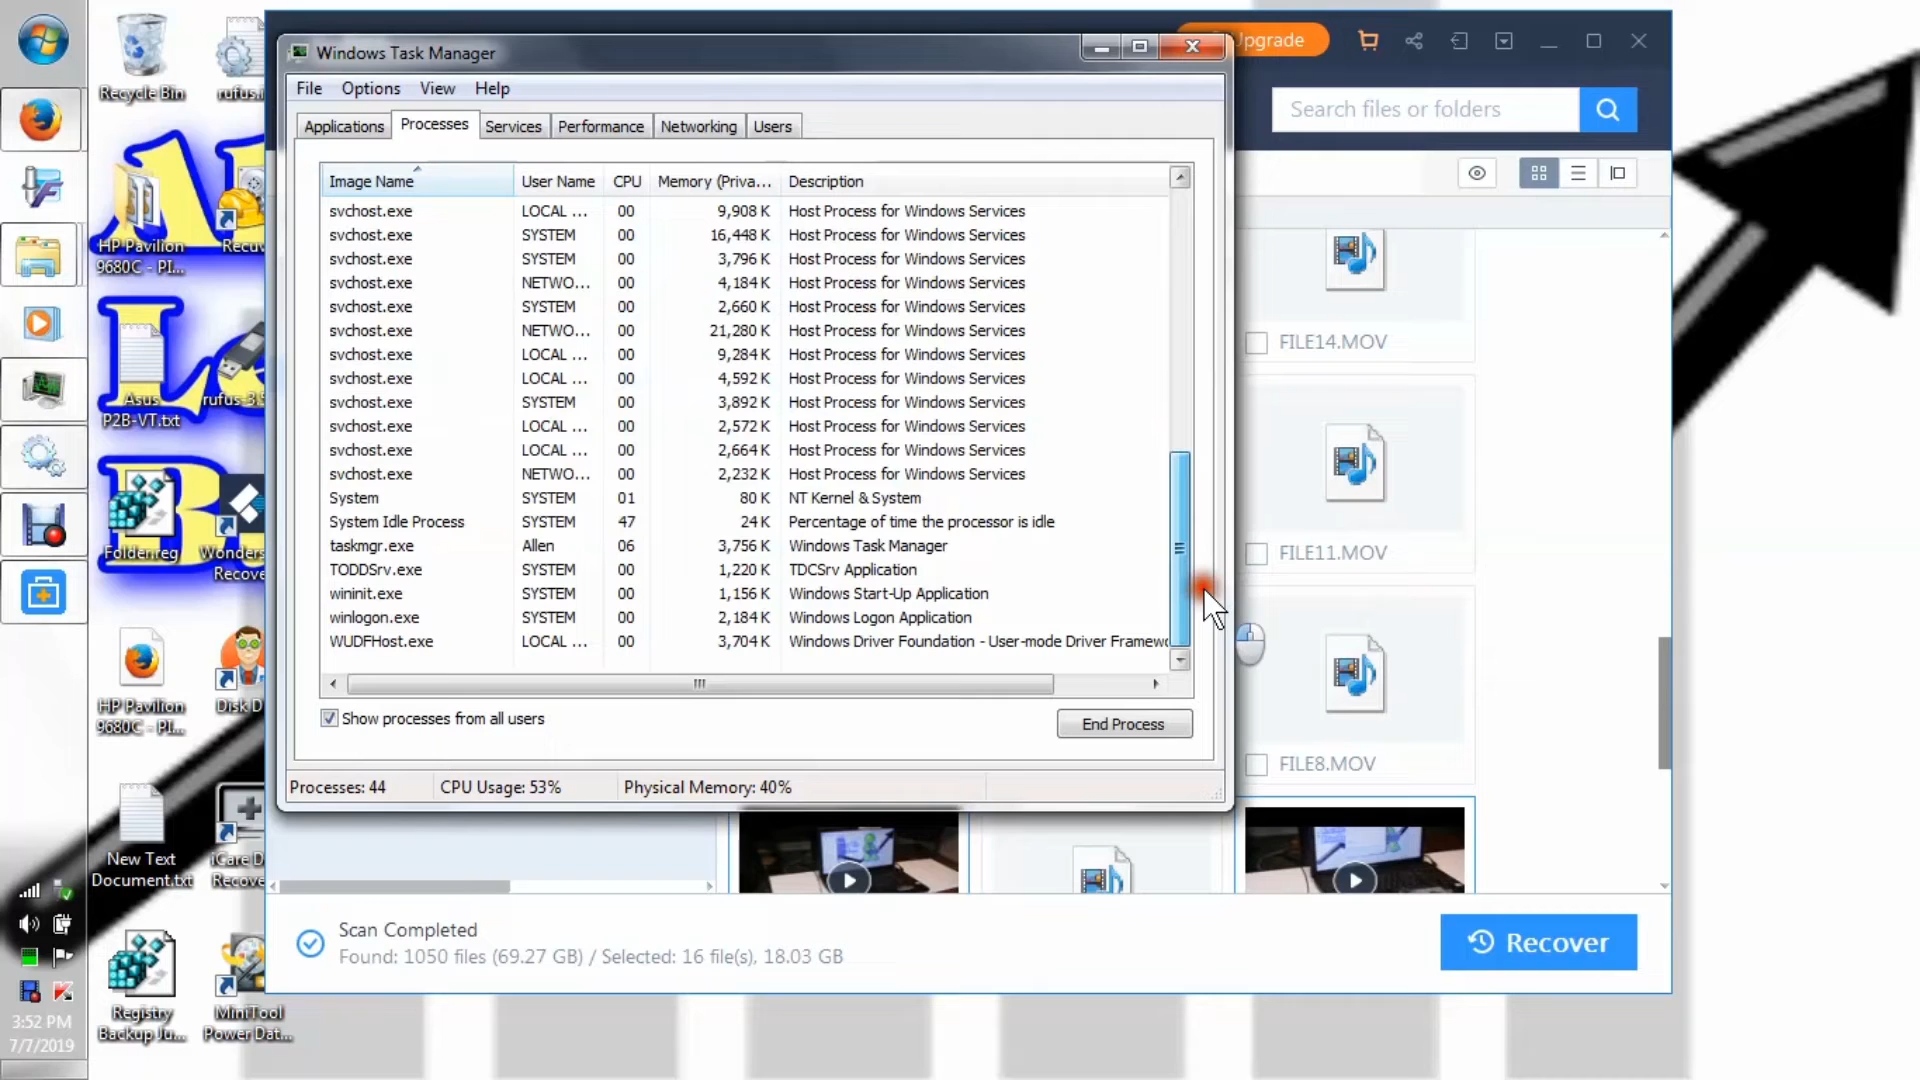 Recycle Bin
rufus.i
HP Pavilion
9680C - PI...
Recuv
Asus
P2B-VT.txt
rufus-3.5
Foldenreg
Wonders
Recove
HP Pavilion
9680C - PI...
Disk D
New Text
Document.txt
iCare D
Recove
Registry
Backup Ju...
MiniTool
Power Dat...
3:52 PM
7/7/2019
Windows Task Manager
File Options View Help
Applications Processes Services Performance Networking Users
Image Name User Name CPU Memory (Priva... Description
svchost.exe LOCAL ... 00 9,908 K Host Process for Windows Services
svchost.exe SYSTEM 00 16,448 K Host Process for Windows Services
svchost.exe SYSTEM 00 3,796 K Host Process for Windows Services
svchost.exe NETWO... 00 4,184 K Host Process for Windows Services
svchost.exe SYSTEM 00 2,660 K Host Process for Windows Services
svchost.exe NETWO... 00 21,280 K Host Process for Windows Services
svchost.exe LOCAL ... 00 9,284 K Host Process for Windows Services
svchost.exe LOCAL ... 00 4,592 K Host Process for Windows Services
svchost.exe SYSTEM 00 3,892 K Host Process for Windows Services
svchost.exe LOCAL ... 00 2,572 K Host Process for Windows Services
svchost.exe LOCAL ... 00 2,664 K Host Process for Windows Services
svchost.exe NETWO... 00 2,232 K Host Process for Windows Services
System SYSTEM 01 80 K NT Kernel & System
System Idle Process SYSTEM 47 24 K Percentage of time the processor is idle
taskmgr.exe Allen 06 3,756 K Windows Task Manager
TODDSrv.exe SYSTEM 00 1,220 K TDCSrv Application
wininit.exe SYSTEM 00 1,156 K Windows Start-Up Application
winlogon.exe SYSTEM 00 2,184 K Windows Logon Application
WUDFHost.exe LOCAL ... 00 3,704 K Windows Driver Foundation - User-mode Driver Framewo
Show processes from all users
End Process
Processes: 44 CPU Usage: 53% Physical Memory: 40%
Upgrade
Search files or folders
FILE14.MOV
FILE11.MOV
FILE8.MOV
Scan Completed
Found: 1050 files (69.27 GB) / Selected: 16 file(s), 18.03 GB
Recover